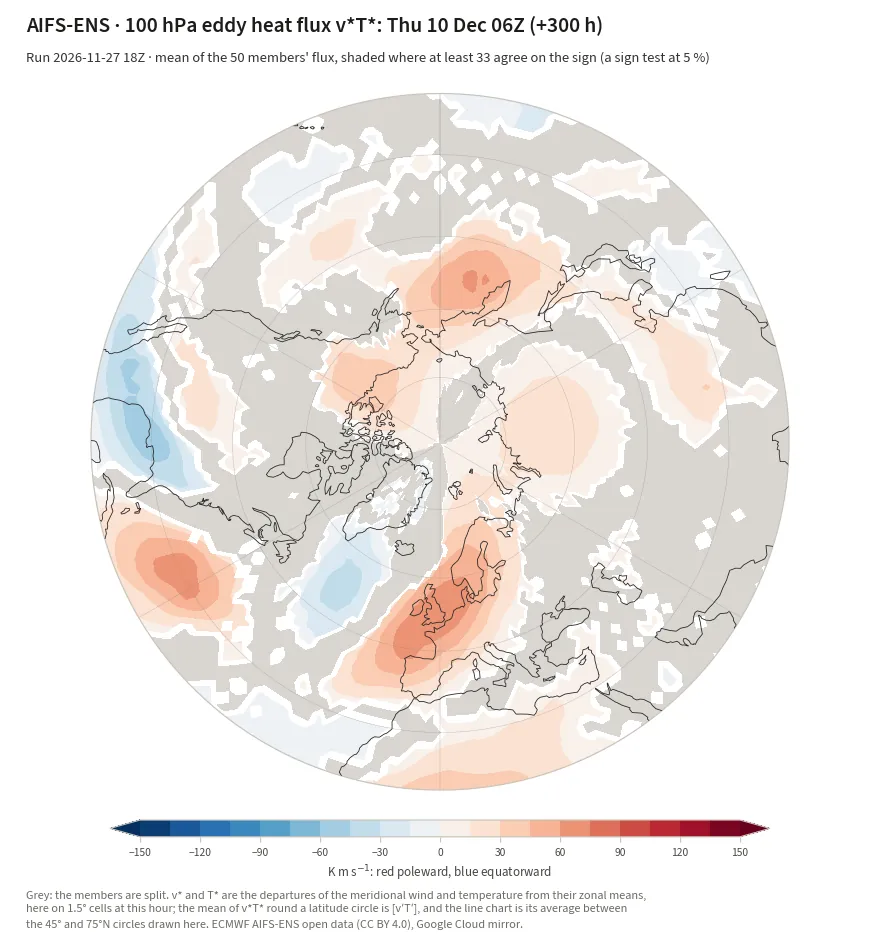 AIFS-ENS · 100 hPa eddy heat flux v*T*: Thu 10 Dec 06Z (+300 h)
Run 2026-11-27 18Z · mean of the 50 members' flux, shaded where at least 33 agree on the sign (a sign test at 5 %)
−150 −120 −90 −60 −30 0 30 60 90 120 150
K m s⁻¹: red poleward, blue equatorward
Grey: the members are split. v* and T* are the departures of the meridional wind and temperature from their zonal means,
here on 1.5° cells at this hour; the mean of v*T* round a latitude circle is [v′T′], and the line chart is its average between
the 45° and 75°N circles drawn here. ECMWF AIFS-ENS open data (CC BY 4.0), Google Cloud mirror.